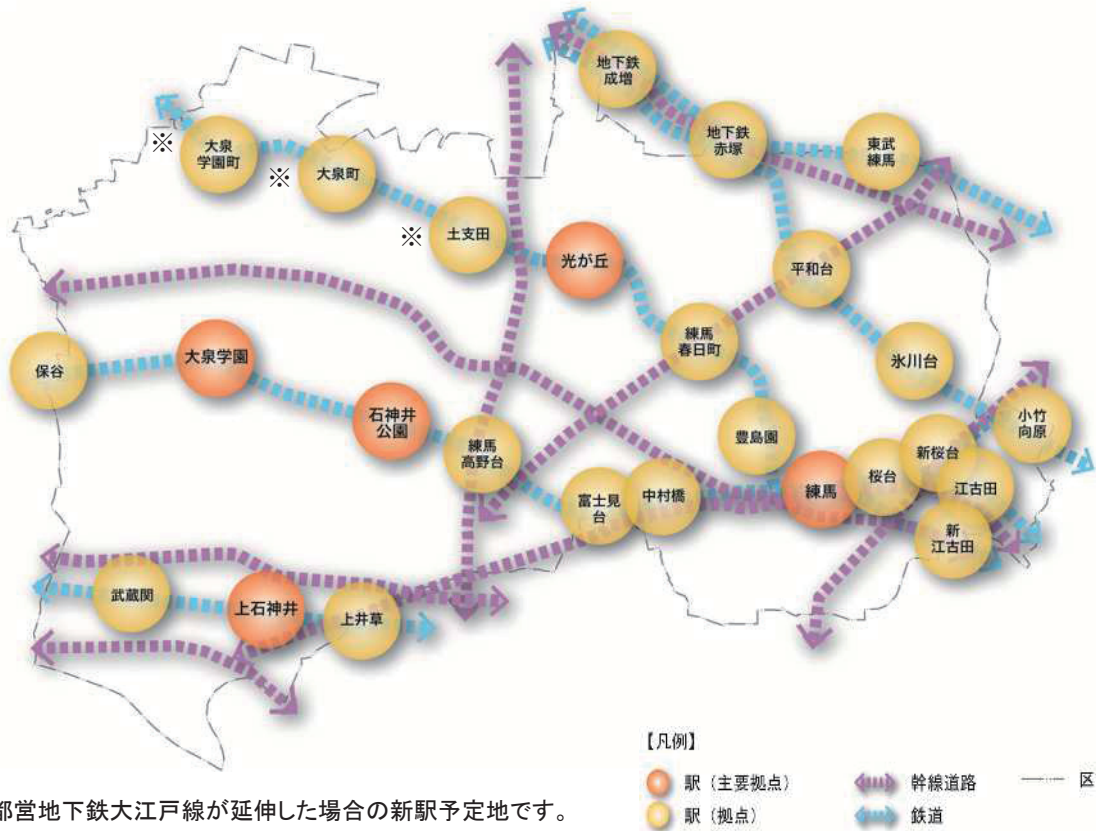 地下鉄
成増
地下鉄
赤塚
東武
練馬
※
大泉
学園町
※
大泉町
※
土支田
光が丘
平和台
練馬
春日町
保谷
大泉学園
氷川台
石神井
公園
豊島園
小竹
向原
練馬
高野台
新桜台
富士見
台
中村橋
練馬
桜台
江古田
新
江古田
武蔵関
上石神井
上井草
【凡例】
駅（主要拠点）
幹線道路
区
駅（拠点）
鉄道
都営地下鉄大江戸線が延伸した場合の新駅予定地です。